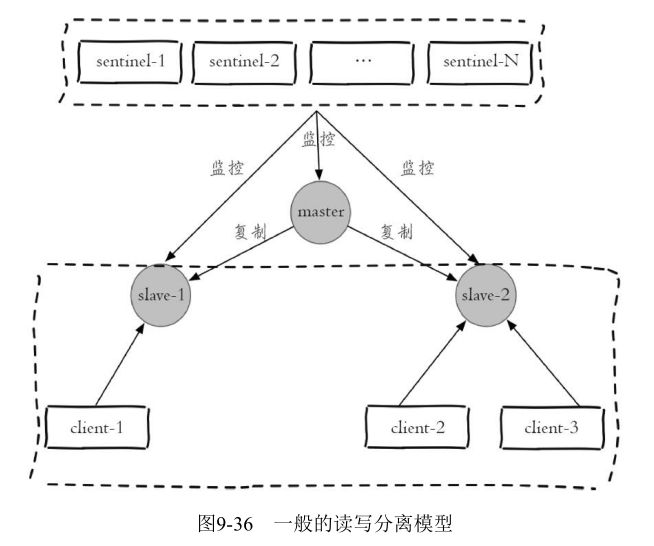 sentinel-1 sentinel-2 … sentinel-N
监控 监控 监控
master
复制 复制
slave-1 slave-2
client-1 client-2 client-3
图9-36 一般的读写分离模型